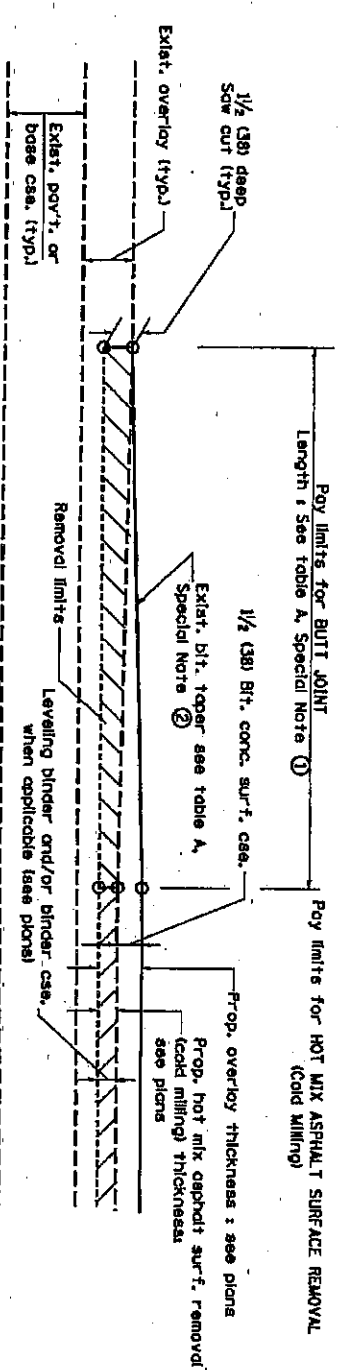 Pay limits for BUTT JOINT
Length : See table A, Special Note ①
Pay limits for HOT MIX ASPHALT SURFACE REMOVAL
(Cold Milling)
1½ (38) deep
Saw cut (typ.)
Exist. overlay (typ.)
1½ (38) Bit. conc. surf. cse.
Exist. bit. taper see table A,
Special Note ②
Prop. overlay thickness : see plans
Prop. hot mix asphalt surf. removal
(cold milling) thickness:
see plans
Exist. pav't. or
base cse. (typ.)
Removal limits
Leveling binder and/or binder cse.
when applicable (see plans)